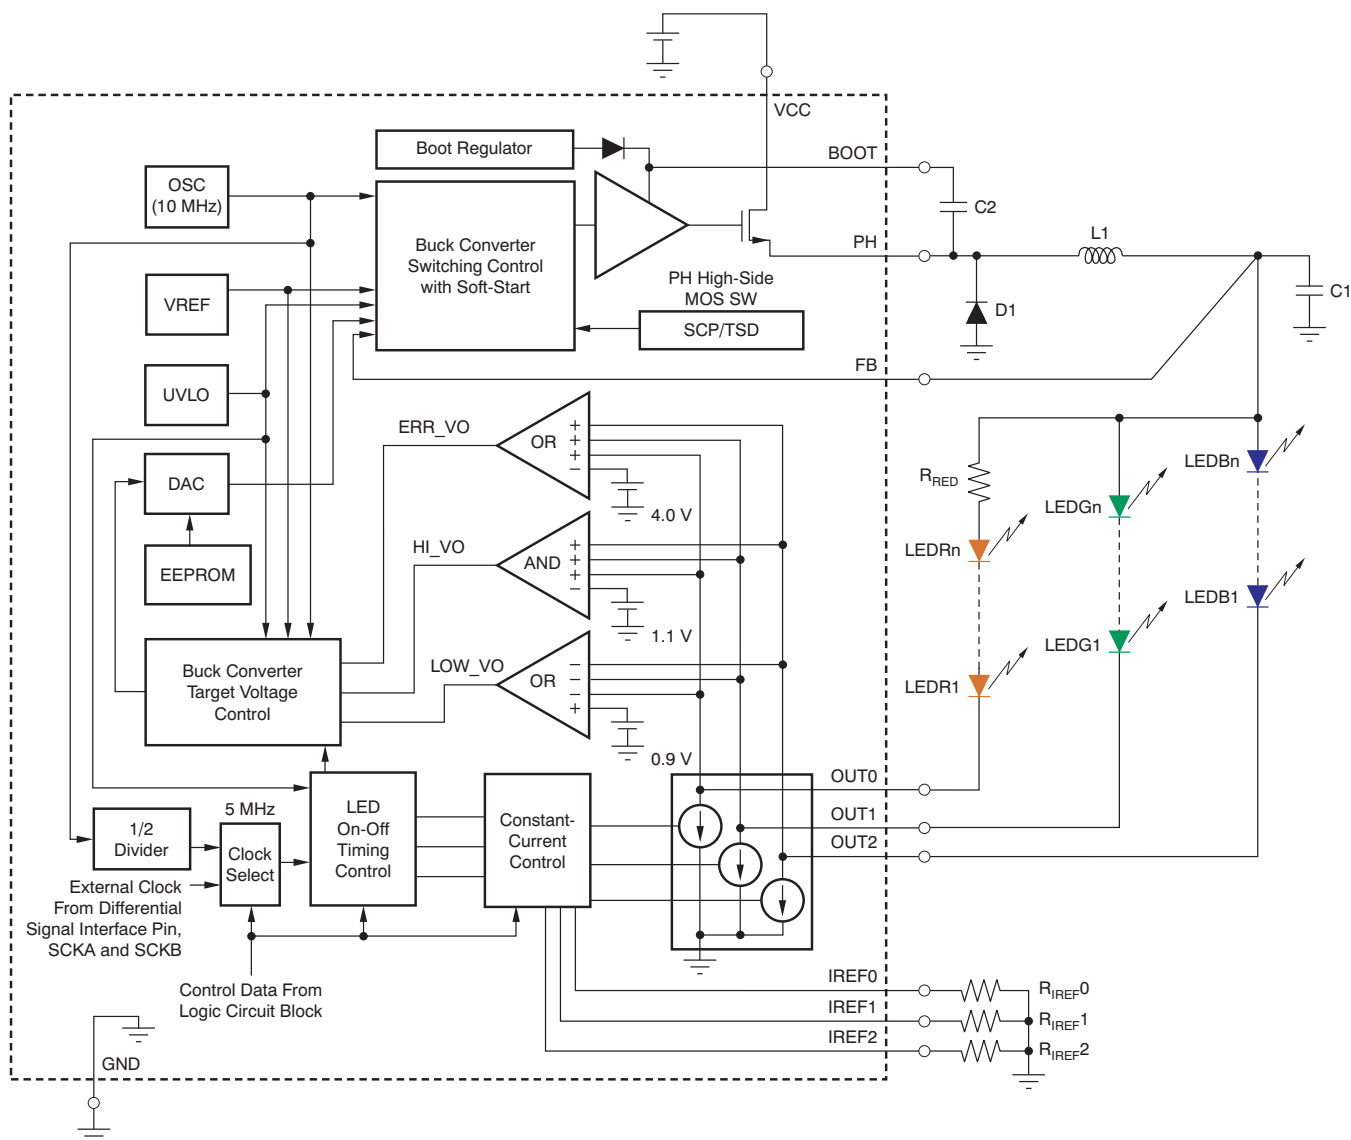 VCC
Boot Regulator
BOOT
OSC
(10 MHz)
C2
Buck Converter
Switching Control
with Soft-Start
PH
L1
VREF
PH High-Side
MOS SW
SCP/TSD
D1
C1
UVLO
FB
ERR_VO
OR
+
+
+
–
4.0 V
DAC
RRED
LEDBn
LEDGn
HI_VO
AND
+
+
+
–
1.1 V
EEPROM
LEDRn
LEDB1
LEDG1
Buck Converter
Target Voltage
Control
LOW_VO
OR
–
–
–
+
0.9 V
LEDR1
OUT0
5 MHz
LED
On-Off
Timing
Control
Constant-
Current
Control
OUT1
1/2
Divider
Clock
Select
OUT2
External Clock
From Differential
Signal Interface Pin,
SCKA and SCKB
Control Data From
Logic Circuit Block
IREF0
RIREF0
IREF1
RIREF1
IREF2
RIREF2
GND